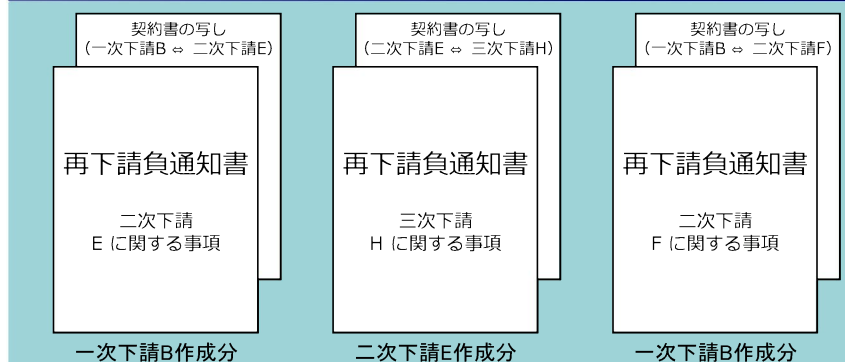 契約書の写し
(一次下請B ⇔ 二次下請E)
再下請負通知書
二次下請
E に関する事項
一次下請B作成分
契約書の写し
(二次下請E ⇔ 三次下請H)
再下請負通知書
三次下請
H に関する事項
二次下請E作成分
契約書の写し
(一次下請B ⇔ 二次下請F)
再下請負通知書
二次下請
F に関する事項
一次下請B作成分